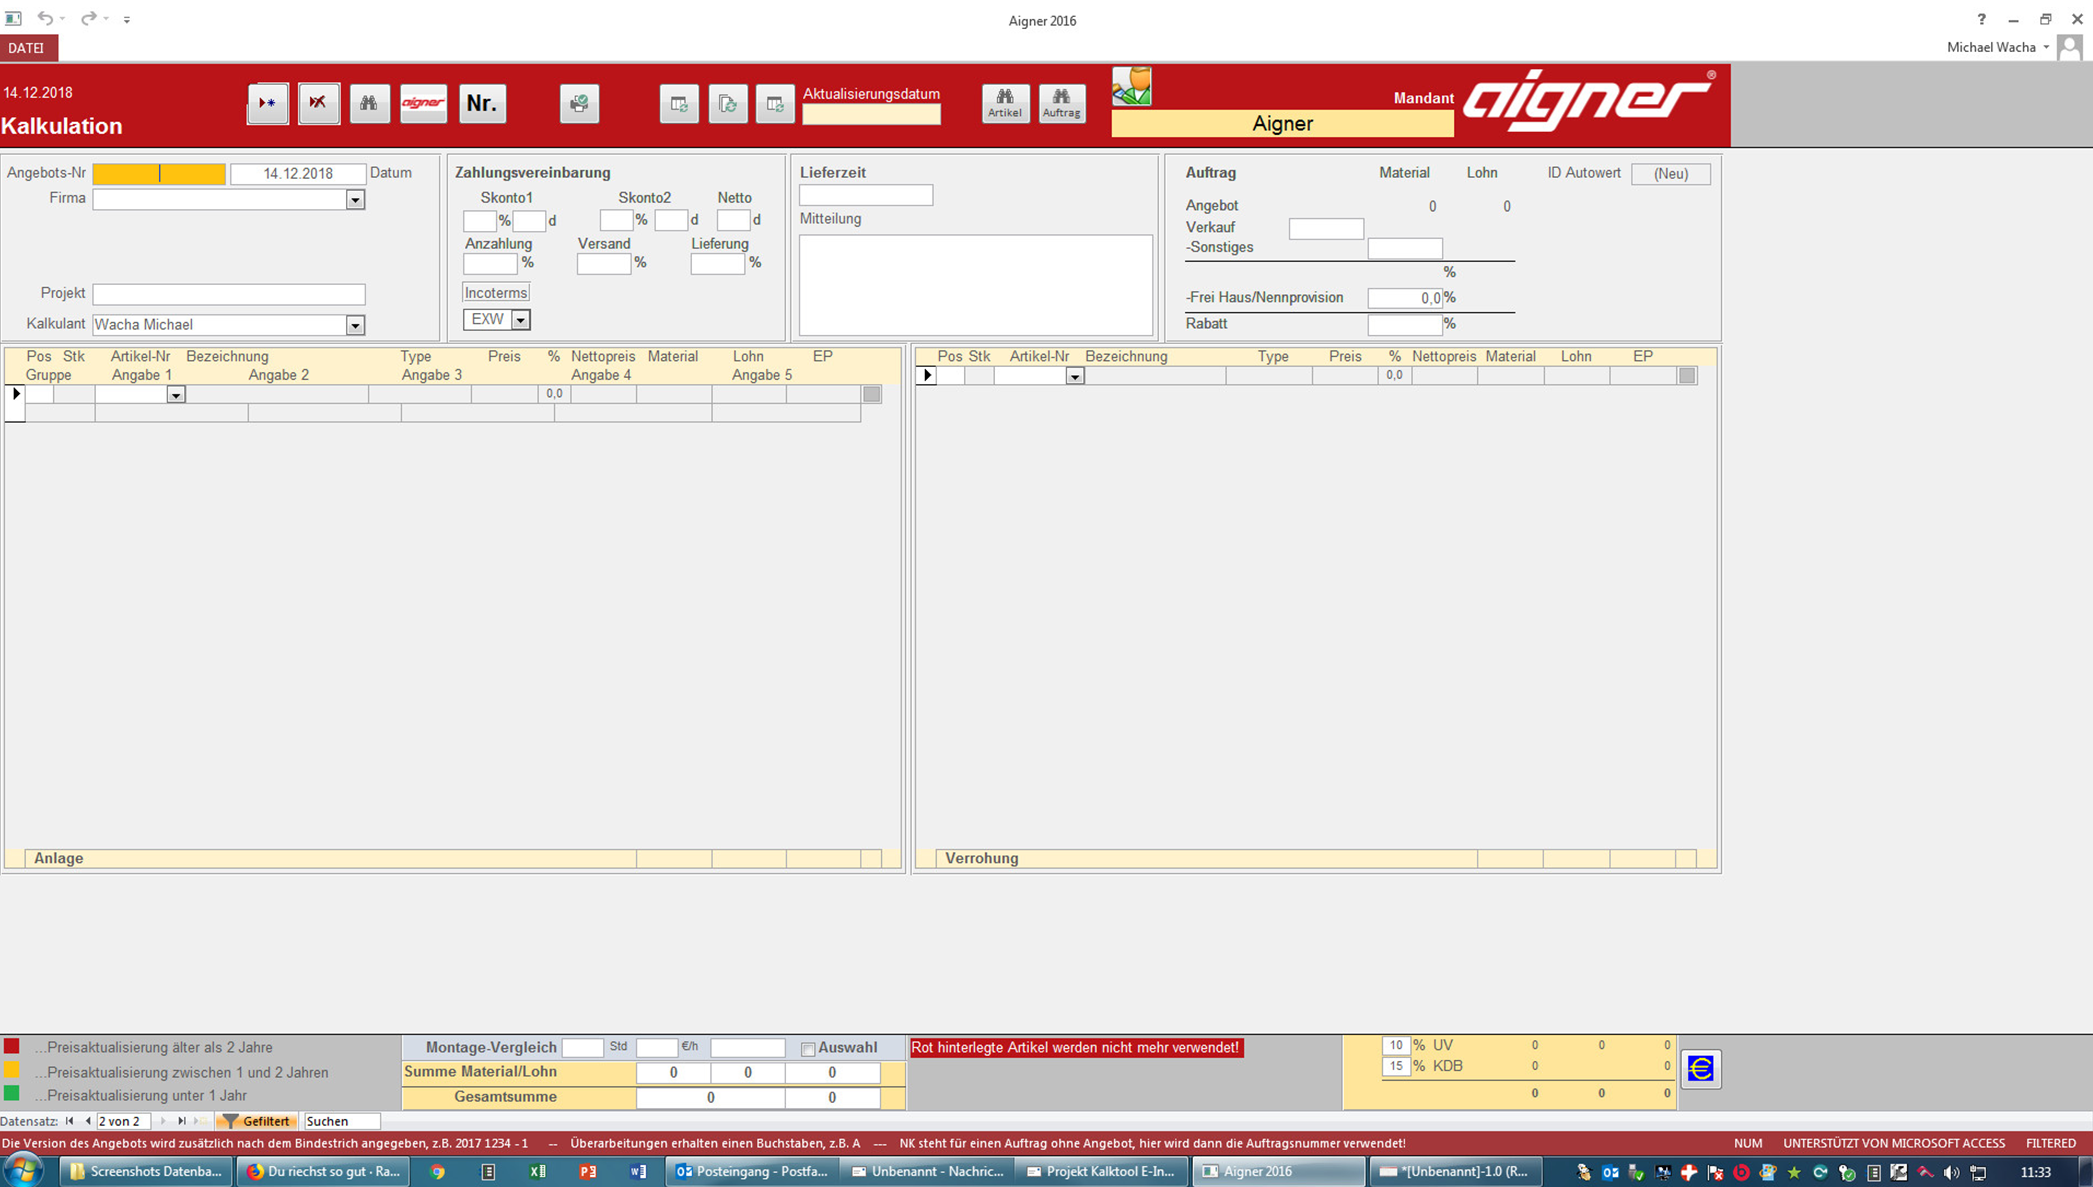 Aigner 2016
?
DATEI
Michael Wacha
14.12.2018
Kalkulation
aigner
Nr.
Aktualisierungsdatum
Artikel
Auftrag
Mandant
Aigner
aigner®
Angebots-Nr
14.12.2018
Datum
Firma
Projekt
Kalkulant
Wacha Michael
Zahlungsvereinbarung
Skonto1 Skonto2 Netto
% d % d d
Anzahlung Versand Lieferung
% % %
Incoterms
EXW
Lieferzeit
Mitteilung
Auftrag Material Lohn ID Autowert (Neu)
Angebot 0 0
Verkauf
-Sonstiges
%
-Frei Haus/Nennprovision 0,0 %
Rabatt %
Pos Stk Artikel-Nr Bezeichnung Type Preis % Nettopreis Material Lohn EP
Gruppe Angabe 1 Angabe 2 Angabe 3 Angabe 4 Angabe 5
0,0
Anlage
Pos Stk Artikel-Nr Bezeichnung Type Preis % Nettopreis Material Lohn EP
0,0
Verrohung
...Preisaktualisierung älter als 2 Jahre
...Preisaktualisierung zwischen 1 und 2 Jahren
...Preisaktualisierung unter 1 Jahr
Montage-Vergleich Std €/h Auswahl
Summe Material/Lohn 0 0 0
Gesamtsumme 0 0
Rot hinterlegte Artikel werden nicht mehr verwendet!
10 % UV 0 0 0
15 % KDB 0 0
0 0 0
€
Datensatz: 2 von 2 Gefiltert Suchen
Die Version des Angebots wird zusätzlich nach dem Bindestrich angegeben, z.B. 2017 1234 - 1 -- Überarbeitungen erhalten einen Buchstaben, z.B. A --- NK steht für einen Auftrag ohne Angebot, hier wird dann die Auftragsnummer verwendet!
NUM UNTERSTÜTZT VON MICROSOFT ACCESS FILTERED
Screenshots Datenba... Du riechst so gut · Ra... Posteingang - Postfa... Unbenannt - Nachric... Projekt Kalktool E-In... Aigner 2016 *[Unbenannt]-1.0 (R... 11:33